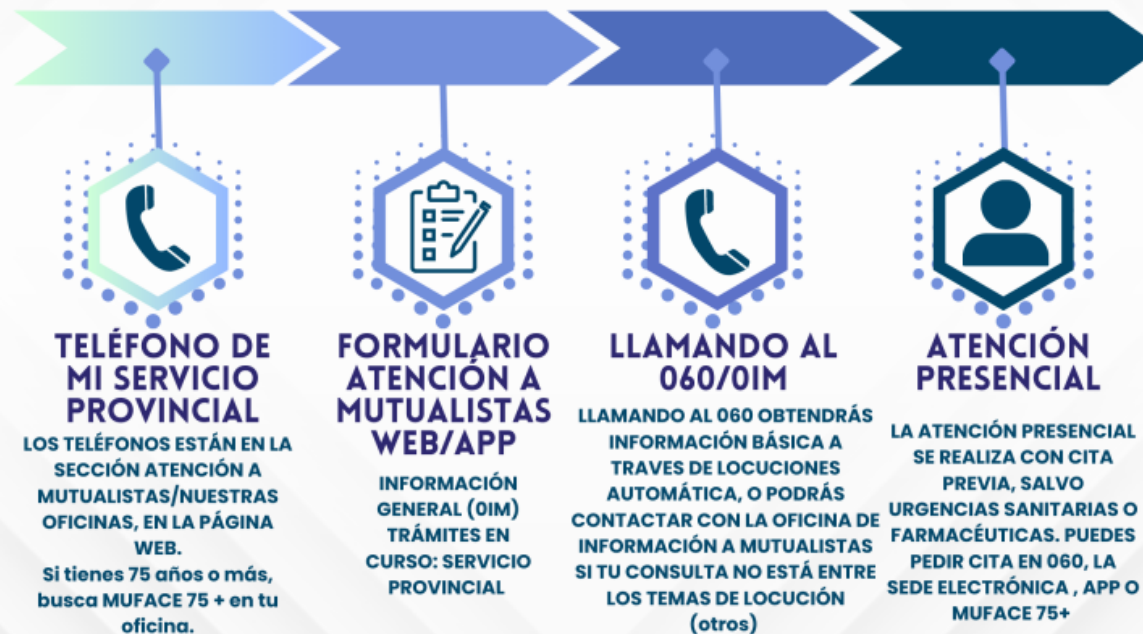 TELÉFONO DE
MI SERVICIO
PROVINCIAL
LOS TELÉFONOS ESTÁN EN LA
SECCIÓN ATENCIÓN A
MUTUALISTAS/NUESTRAS
OFICINAS, EN LA PÁGINA
WEB.
Si tienes 75 años o más,
busca MUFACE 75 + en tu
oficina.
FORMULARIO
ATENCIÓN A
MUTUALISTAS
WEB/APP
INFORMACIÓN
GENERAL (0IM)
TRÁMITES EN
CURSO: SERVICIO
PROVINCIAL
LLAMANDO AL
060/0IM
LLAMANDO AL 060 OBTENDRÁS
INFORMACIÓN BÁSICA A
TRAVES DE LOCUCIONES
AUTOMÁTICA, O PODRÁS
CONTACTAR CON LA OFICINA DE
INFORMACIÓN A MUTUALISTAS
SI TU CONSULTA NO ESTÁ ENTRE
LOS TEMAS DE LOCUCIÓN
(otros)
ATENCIÓN
PRESENCIAL
LA ATENCIÓN PRESENCIAL
SE REALIZA CON CITA
PREVIA, SALVO
URGENCIAS SANITARIAS O
FARMACÉUTICAS. PUEDES
PEDIR CITA EN 060, LA
SEDE ELECTRÓNICA , APP O
MUFACE 75+